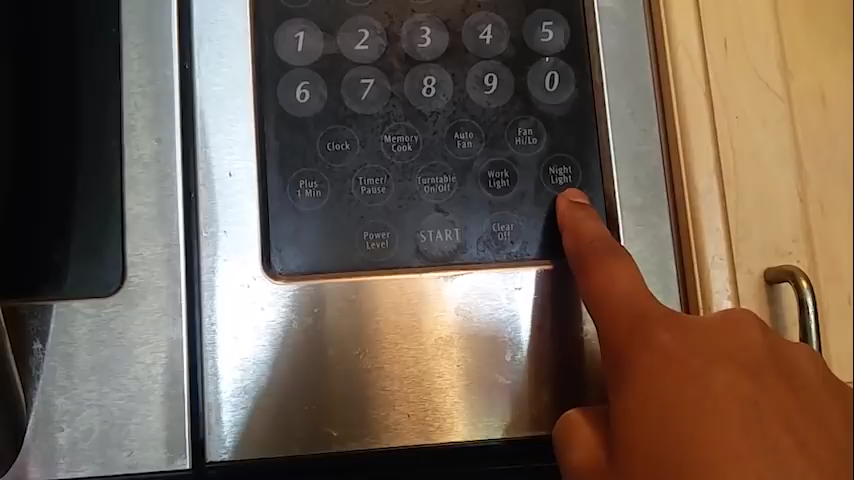 1 2 3 4 5
6 7 8 9 0
Clock Memory Cook Auto Fan Fan Hi/Lo
Plus 1 Min Timer/Pause Turntable On/Off Work Light Night Light
Power Level START Clear Off